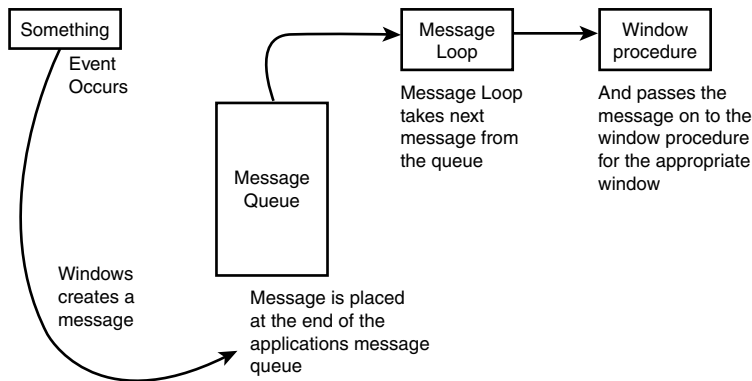 Something
Event
Occurs
Windows
creates a
message
Message
Queue
Message is placed
at the end of the
applications message
queue
Message
Loop
Message Loop
takes next
message from
the queue
Window
procedure
And passes the
message on to the
window procedure
for the appropriate
window